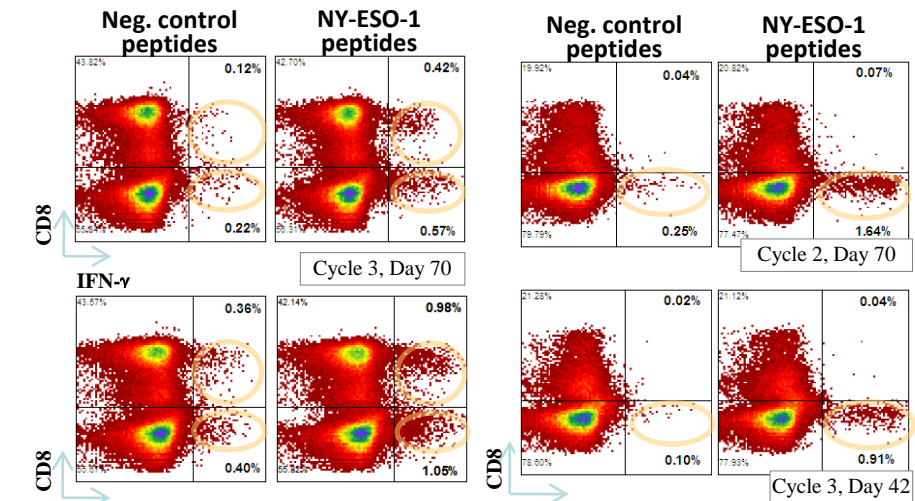 Neg. control
peptides
NY-ESO-1
peptides
Neg. control
peptides
NY-ESO-1
peptides
43.82%
0.12%
42.70%
0.42%
19.92%
0.04%
20.82%
0.07%
CD8
0.22%
0.57%
79.79%
0.25%
77.47%
1.64%
Cycle 3, Day 70
Cycle 2, Day 70
IFN-γ
43.57%
0.36%
42.14%
0.98%
21.28%
0.02%
21.12%
0.04%
CD8
0.40%
1.05%
CD8
78.60%
0.10%
77.93%
0.91%
Cycle 3, Day 42